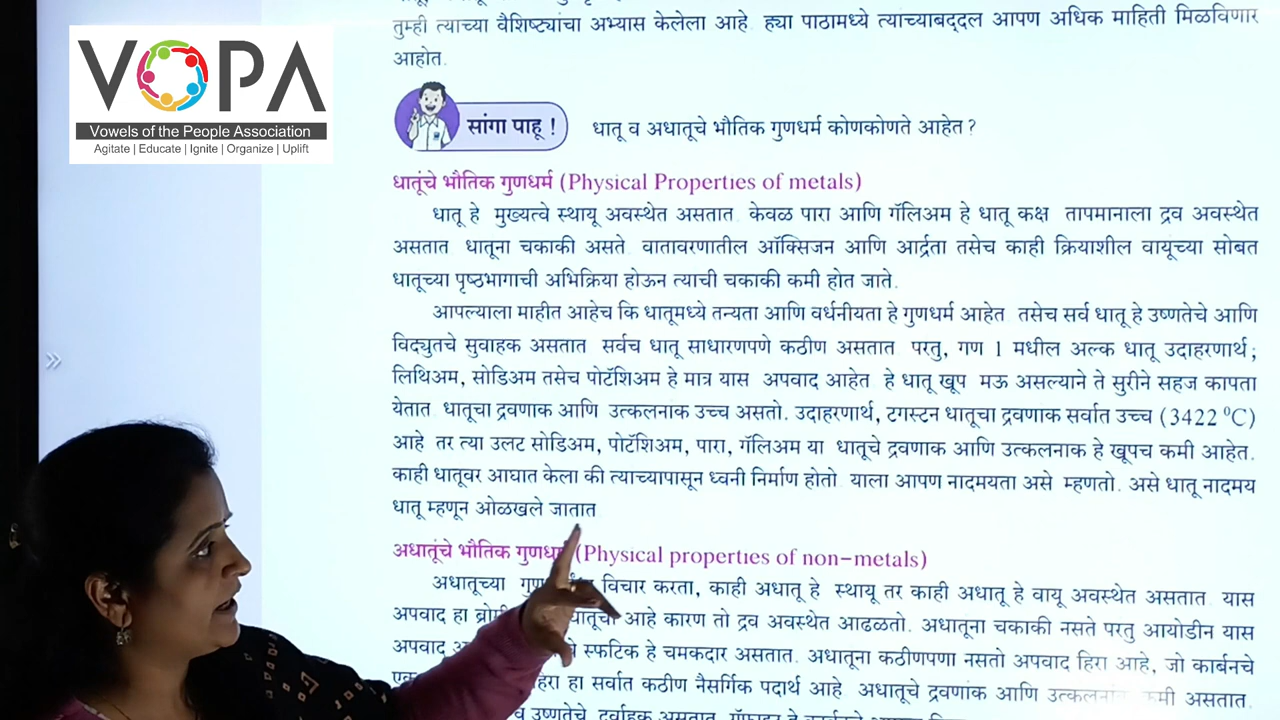 VOPA
Vowels of the People Association
Agitate | Educate | Ignite | Organize | Uplift
तुम्ही त्याच्या वैशिष्ट्यांचा अभ्यास केलेला आहे ह्या पाठामध्ये त्याच्याबद्दल आपण अधिक माहिती मिळविणार
आहोत.
सांगा पाहू !
धातू व अधातूचे भौतिक गुणधर्म कोणकोणते आहेत ?
धातूंचे भौतिक गुणधर्म (Physical Properties of metals)
धातू हे मुख्यत्वे स्थायू अवस्थेत असतात. केवळ पारा आणि गॅलिअम हे धातू कक्ष तापमानाला द्रव अवस्थेत
असतात धातूना चकाकी असते. वातावरणातील ऑक्सिजन आणि आर्द्रता तसेच काही क्रियाशील वायूंच्या सोबत
धातूच्या पृष्ठभागाची अभिक्रिया होऊन त्याची चकाकी कमी होत जाते.
आपल्याला माहीत आहेच कि धातूमध्ये तन्यता आणि वर्धनीयता हे गुणधर्म आहेत तसेच सर्व धातू हे उष्णतेचे आणि
विद्युतचे सुवाहक असतात सर्वच धातू साधारणपणे कठीण असतात परतु, गण 1 मधील अल्क धातू उदाहरणार्थ;
लिथिअम, सोडिअम तसेच पोटॅशिअम हे मात्र यास अपवाद आहेत हे धातू खूप मऊ असल्याने ते सुरीने सहज कापता
येतात धातूचा द्रवणाक आणि उत्कलनाक उच्च असतो. उदाहरणार्थ, टगस्टन धातूचा द्रवणाक सर्वात उच्च (3422 ⁰C)
आहे तर त्या उलट सोडिअम, पोटॅशिअम, पारा, गॅलिअम या धातूचे द्रवणाक आणि उत्कलनाक हे खूपच कमी आहेत.
काही धातूवर आघात केला की त्याच्यापासून ध्वनी निर्माण होतो. याला आपण नादमयता असे म्हणतो. असे धातू नादमय
धातू म्हणून ओळखले जातात
अधातूंचे भौतिक गुणधर्म (Physical properties of non-metals)
अधातूच्या विचार करता, काही अधातू हे स्थायू तर काही अधातू हे वायू अवस्थेत असतात. यास
अपवाद हा आहे कारण तो द्रव अवस्थेत आढळतो. अधातूना चकाकी नसते परतु आयोडीन यास
अपवाद स्फटिक हे चमकदार असतात. अधातूना कठीणपणा नसतो अपवाद हिरा आहे, जो कार्बनचे
हिरा हा सर्वात कठीण नैसर्गिक पदार्थ आहे अधातूचे द्रवणांक आणि कमी असतात.
व उष्णतेचे दुर्वाहक असतात